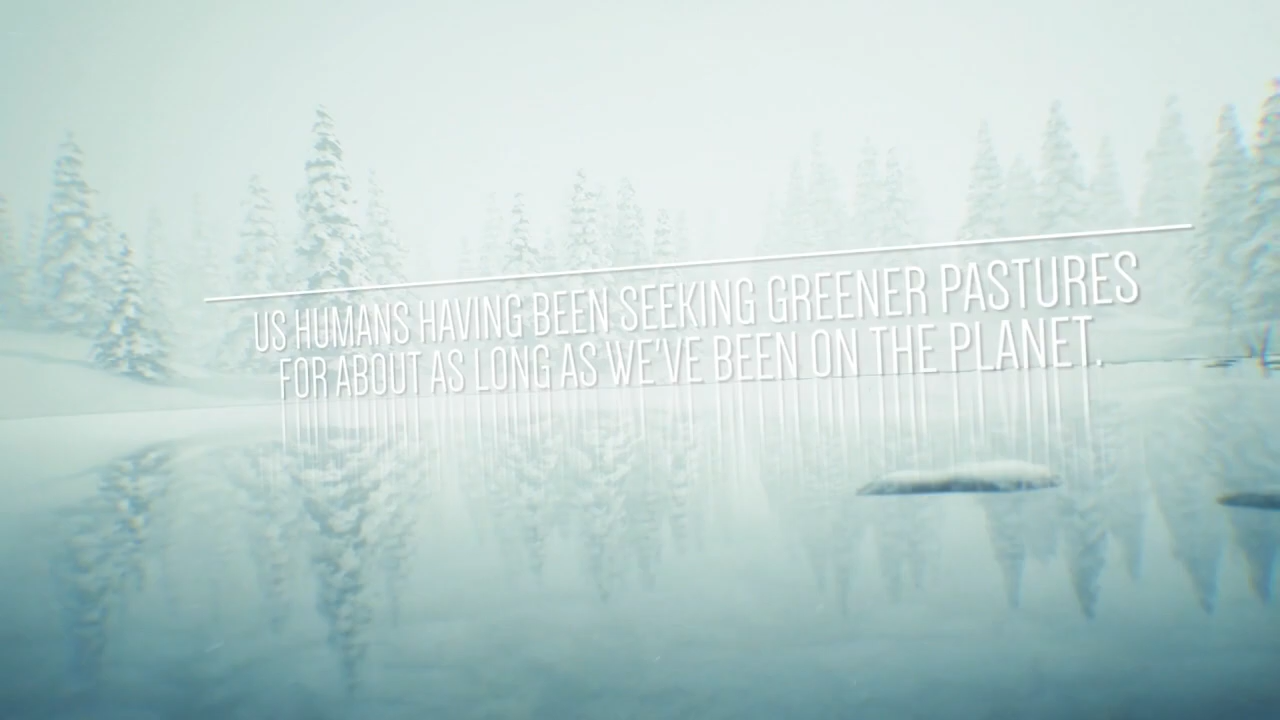 US HUMANS HAVING BEEN SEEKING GREENER PASTURES
FOR ABOUT AS LONG AS WE'VE BEEN ON THE PLANET.